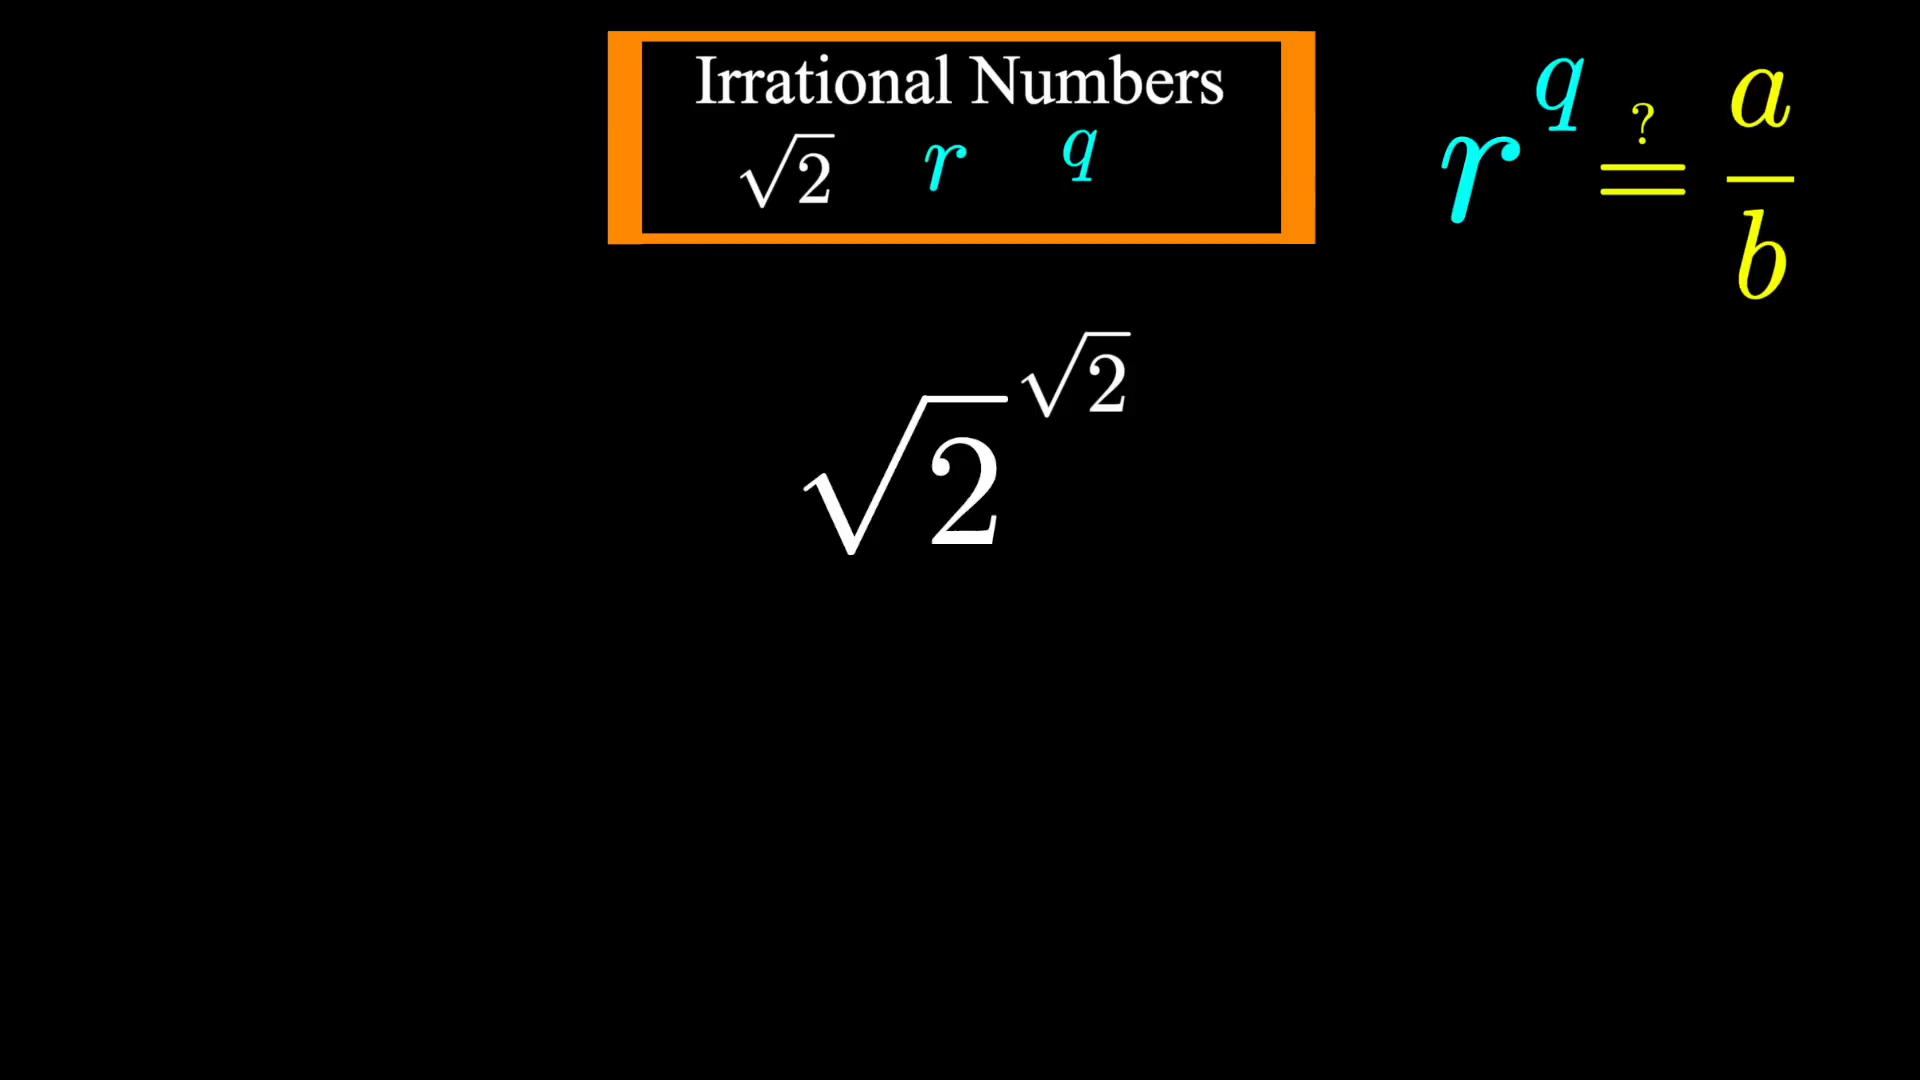 Irrational Numbers
√2 r q
r^q ?= a/b
√2^√2